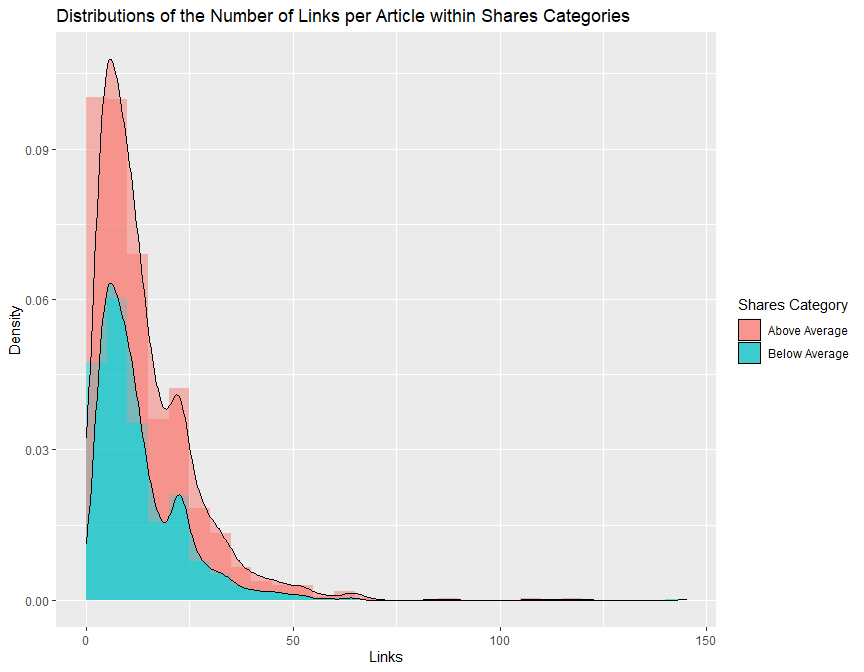 Distributions of the Number of Links per Article within Shares Categories
Density
0.09
0.06
0.03
0.00
0
50
100
150
Links
Shares Category
Above Average
Below Average